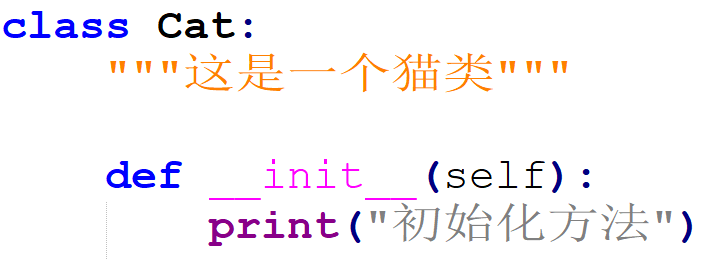 class Cat:
    """这是一个猫类"""
    def __init__(self):
        print("初始化方法")